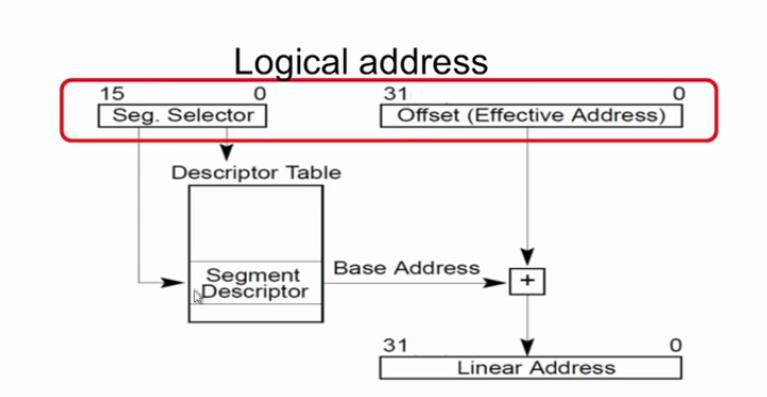 Logical address
15 0 31 0
Seg. Selector Offset (Effective Address)
Descriptor Table
Base Address
Segment
Descriptor
+
31 0
Linear Address